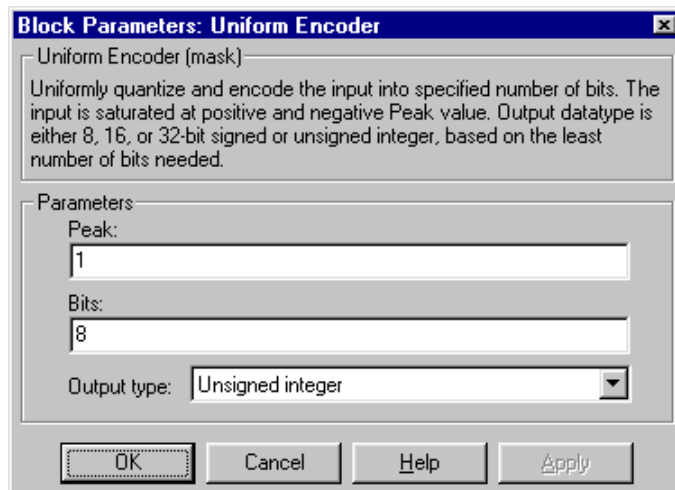 Block Parameters: Uniform Encoder
Uniform Encoder (mask)
Uniformly quantize and encode the input into specified number of bits. The
input is saturated at positive and negative Peak value. Output datatype is
either 8, 16, or 32-bit signed or unsigned integer, based on the least
number of bits needed.
Parameters
Peak:
1
Bits:
8
Output type: Unsigned integer
OK Cancel Help Apply